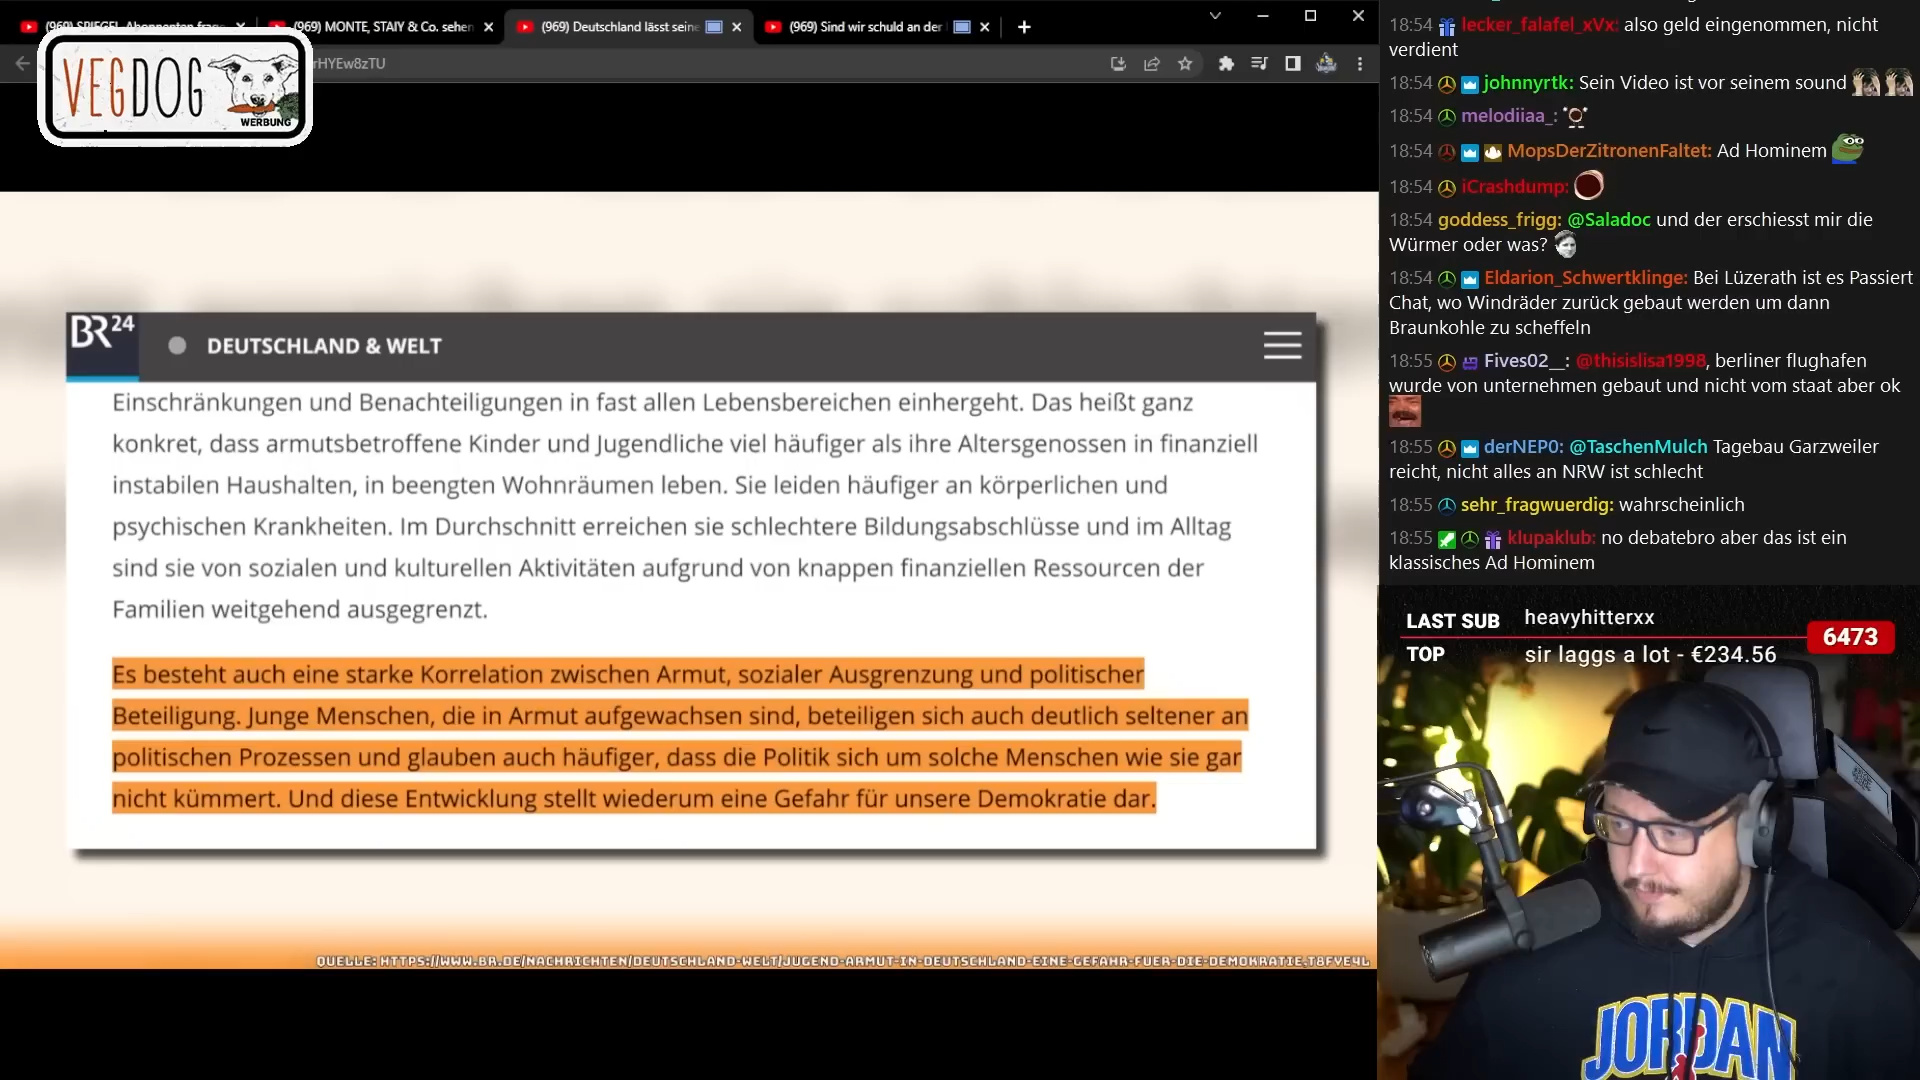 (969) SPIEGEL-Abonnenten frage
(969) MONTE, STAIY & Co. sehen
(969) Deutschland lässt seine
(969) Sind wir schuld an der
rHYEw8zTU
VEGDOG
WERBUNG
BR24
DEUTSCHLAND & WELT
Einschränkungen und Benachteiligungen in fast allen Lebensbereichen einhergeht. Das heißt ganz
konkret, dass armutsbetroffene Kinder und Jugendliche viel häufiger als ihre Altersgenossen in finanziell
instabilen Haushalten, in beengten Wohnräumen leben. Sie leiden häufiger an körperlichen und
psychischen Krankheiten. Im Durchschnitt erreichen sie schlechtere Bildungsabschlüsse und im Alltag
sind sie von sozialen und kulturellen Aktivitäten aufgrund von knappen finanziellen Ressourcen der
Familien weitgehend ausgegrenzt.
Es besteht auch eine starke Korrelation zwischen Armut, sozialer Ausgrenzung und politischer
Beteiligung. Junge Menschen, die in Armut aufgewachsen sind, beteiligen sich auch deutlich seltener an
politischen Prozessen und glauben auch häufiger, dass die Politik sich um solche Menschen wie sie gar
nicht kümmert. Und diese Entwicklung stellt wiederum eine Gefahr für unsere Demokratie dar.
QUELLE: HTTPS://WWW.BR.DE/NACHRICHTEN/DEUTSCHLAND-WELT/JUGEND-ARMUT-IN-DEUTSCHLAND-EINE-GEFAHR-FUER-DIE-DEMOKRATIE,T8FYE4L
18:54 lecker_falafel_xVx: also geld eingenommen, nicht
verdient
18:54 johnnyrtk: Sein Video ist vor seinem sound
18:54 melodiiaa_:
18:54 MopsDerZitronenFaltet: Ad Hominem
18:54 iCrashdump:
18:54 goddess_frigg: @Saladoc und der erschiesst mir die
Würmer oder was?
18:54 Eldarion_Schwertklinge: Bei Lüzerath ist es Passiert
Chat, wo Windräder zurück gebaut werden um dann
Braunkohle zu scheffeln
18:55 Fives02__: @thisislisa1998, berliner flughafen
wurde von unternehmen gebaut und nicht vom staat aber ok
18:55 derNEP0: @TaschenMulch Tagebau Garzweiler
reicht, nicht alles an NRW ist schlecht
18:55 sehr_fragwuerdig: wahrscheinlich
18:55 klupaklub: no debatebro aber das ist ein
klassisches Ad Hominem
LAST SUB heavyhitterxx
6473
TOP sir laggs a lot - €234.56
JORDAN